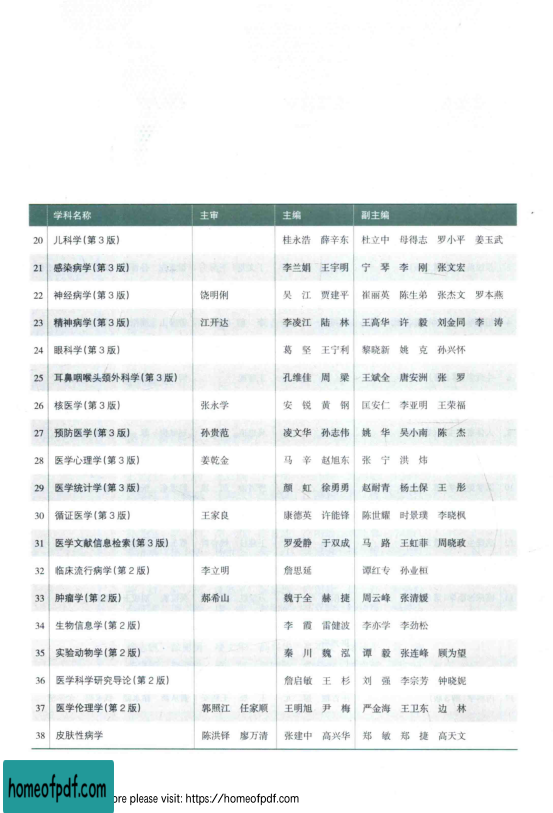 学科名称 主审 主编 副主编
20 儿科学(第3版) 桂永浩 薛辛东 杜立中 母得志 罗小平 姜玉武
21 感染病学(第3版) 李兰娟 王宇明 宁 琴 李 刚 张文宏
22 神经病学(第3版) 饶明俐 吴 江 贾建平 崔丽英 陈生弟 张杰文 罗本燕
23 精神病学(第3版) 江开达 李凌江 陆 林 王高华 许 毅 刘金同 李 涛
24 眼科学(第3版) 葛 坚 王宁利 黎晓新 姚 克 孙兴怀
25 耳鼻咽喉头颈外科学(第3版) 孔维佳 周 梁 王斌全 唐安洲 张 罗
26 核医学(第3版) 张永学 安 锐 黄 钢 匡安仁 李亚明 王荣福
27 预防医学(第3版) 孙贵范 凌文华 孙志伟 姚 华 吴小南 陈 杰
28 医学心理学(第3版) 姜乾金 马 辛 赵旭东 张 宁 洪 炜
29 医学统计学(第3版) 颜 虹 徐勇勇 赵耐青 杨土保 王 彤
30 循证医学(第3版) 王家良 康德英 许能锋 陈世耀 时景璞 李晓枫
31 医学文献信息检索(第3版) 罗爱静 于双成 马 路 王虹菲 周晓政
32 临床流行病学(第2版) 李立明 詹思延 谭红专 孙业桓
33 肿瘤学(第2版) 郝希山 魏于全 赫 捷 周云峰 张清媛
34 生物信息学(第2版) 李 霞 雷健波 李亦学 李劲松
35 实验动物学(第2版) 秦 川 魏 泓 谭 毅 张连峰 顾为望
36 医学科学研究导论(第2版) 詹启敏 王 杉 刘 强 李宗芳 钟晓妮
37 医学伦理学(第2版) 郭照江 任家顺 王明旭 尹 梅 严金海 王卫东 边 林
38 皮肤性病学 陈洪铎 廖万清 张建中 高兴华 郑 敏 郑 捷 高天文
homeofpdf.com
ore please visit: https://homeofpdf.com